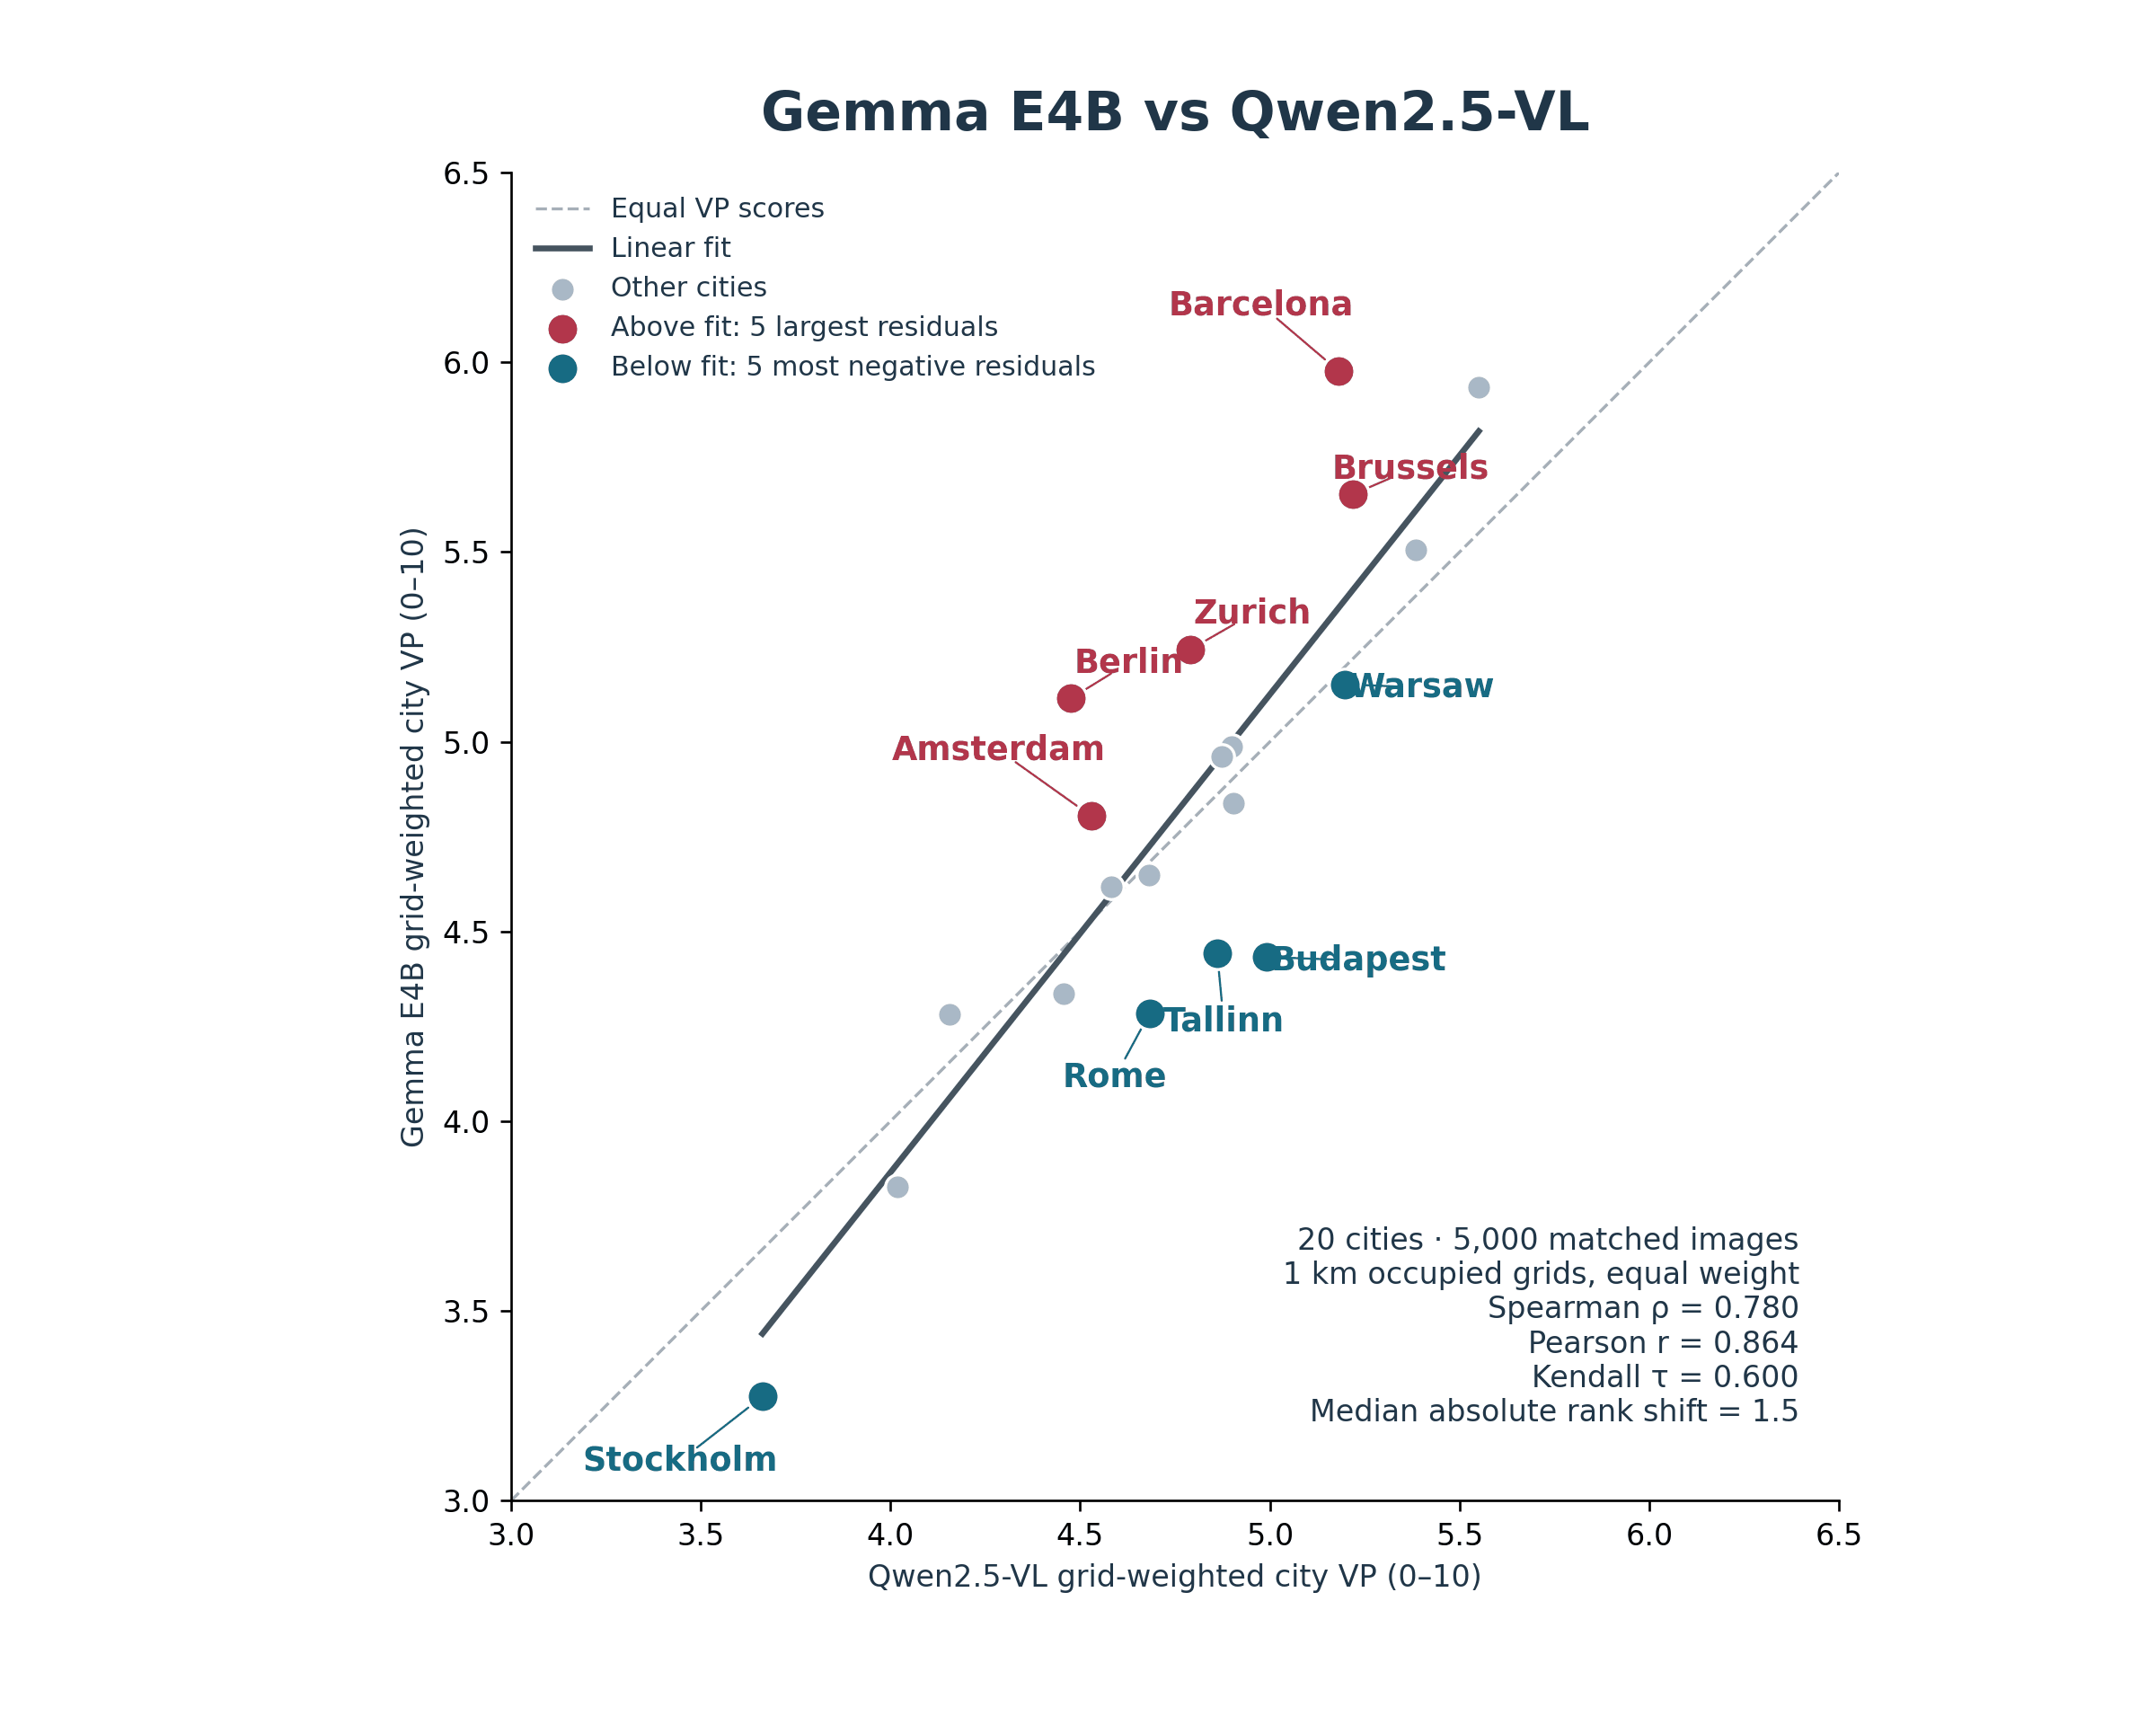 Gemma E4B vs Qwen2.5-VL
Equal VP scores
Linear fit
Other cities
Above fit: 5 largest residuals
Below fit: 5 most negative residuals
Gemma E4B grid-weighted city VP (0–10)
6.5
6.0
5.5
5.0
4.5
4.0
3.5
3.0
Barcelona
Brussels
Zurich
Berlin
Warsaw
Amsterdam
Budapest
Tallinn
Rome
Stockholm
20 cities · 5,000 matched images
1 km occupied grids, equal weight
Spearman ρ = 0.780
Pearson r = 0.864
Kendall τ = 0.600
Median absolute rank shift = 1.5
3.0 3.5 4.0 4.5 5.0 5.5 6.0 6.5
Qwen2.5-VL grid-weighted city VP (0–10)